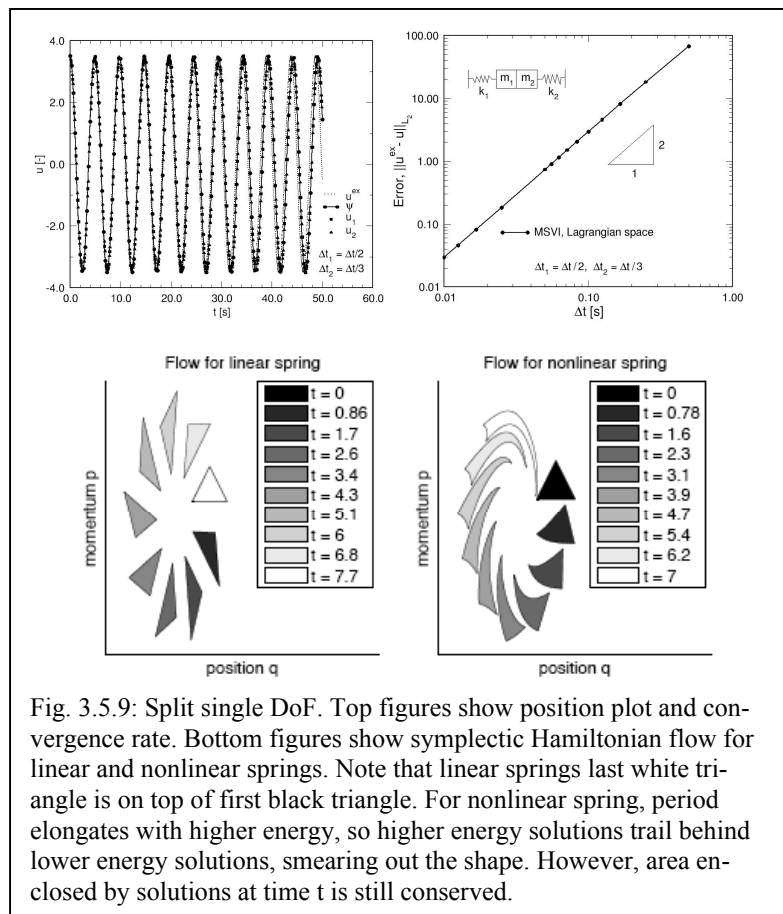 4.0
2.0
0.0
-2.0
-4.0
u [-]
u^ex
ψ
u_1
u_2
Δt_1 = Δt/2
Δt_2 = Δt/3
0.0 10.0 20.0 30.0 40.0 50.0 60.0
t [s]
100.00
10.00
1.00
0.10
0.01
Error, ||u^ex - u||_L2
m_1 m_2
k_1 k_2
2
1
MSVI, Lagrangian space
Δt_1 = Δt/2, Δt_2 = Δt/3
0.01 0.10 1.00
Δt [s]
Flow for linear spring
momentum p
t = 0
t = 0.86
t = 1.7
t = 2.6
t = 3.4
t = 4.3
t = 5.1
t = 6
t = 6.8
t = 7.7
position q
Flow for nonlinear spring
momentum p
t = 0
t = 0.78
t = 1.6
t = 2.3
t = 3.1
t = 3.9
t = 4.7
t = 5.4
t = 6.2
t = 7
position q
Fig. 3.5.9: Split single DoF. Top figures show position plot and con-
vergence rate. Bottom figures show symplectic Hamiltonian flow for
linear and nonlinear springs. Note that linear springs last white tri-
angle is on top of first black triangle. For nonlinear spring, period
elongates with higher energy, so higher energy solutions trail behind
lower energy solutions, smearing out the shape. However, area en-
closed by solutions at time t is still conserved.